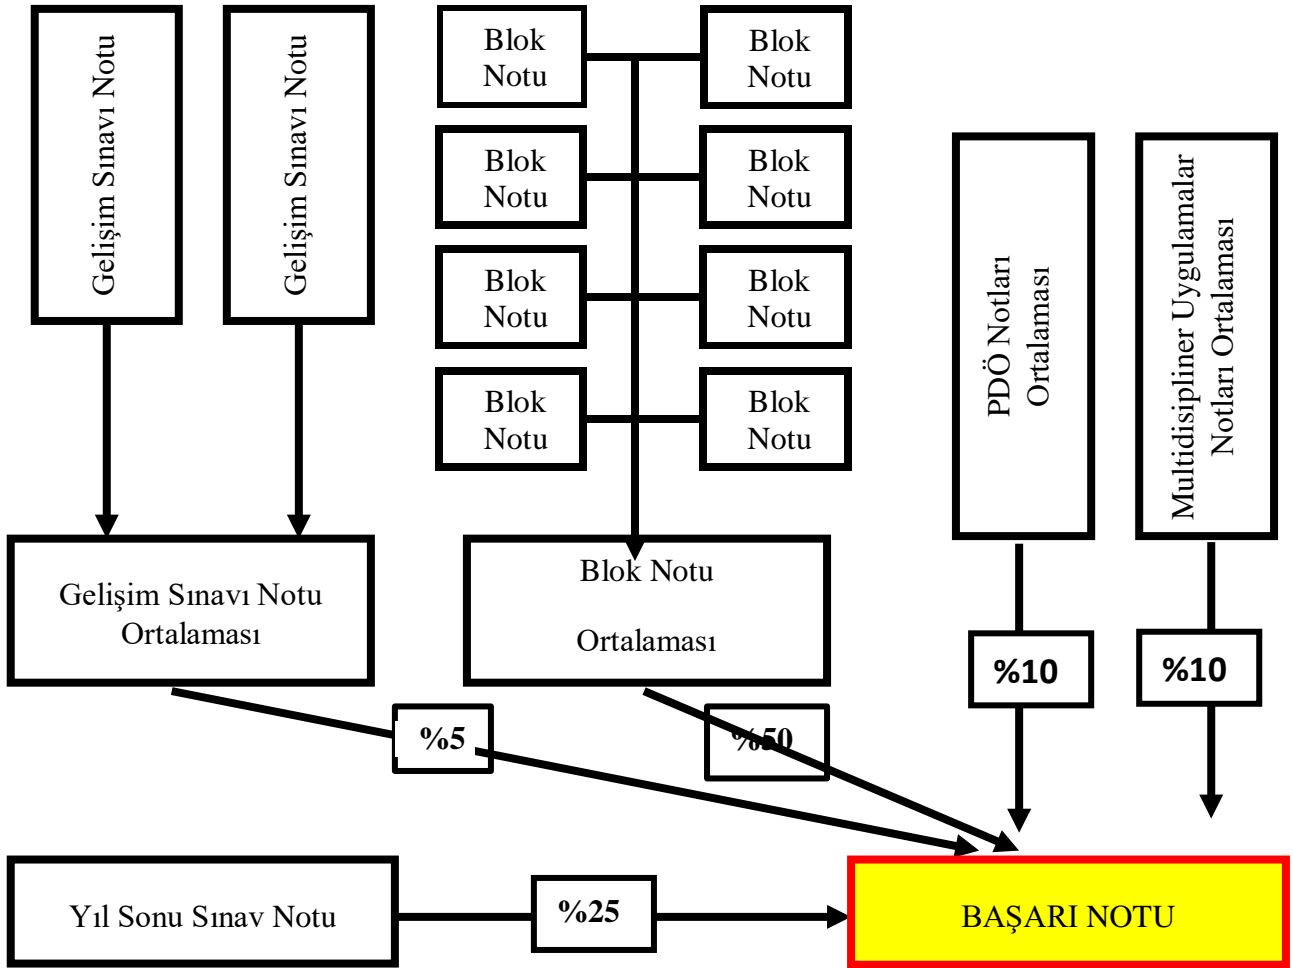 Gelişim Sınavı Notu
Gelişim Sınavı Notu
Blok
Notu
Blok
Notu
Blok
Notu
Blok
Notu
Blok
Notu
Blok
Notu
Blok
Notu
Blok
Notu
PDÖ Notları
Ortalaması
Multidisipliner Uygulamalar
Notları Ortalaması
Gelişim Sınavı Notu
Ortalaması
Blok Notu
Ortalaması
%10
%10
%5
%50
Yıl Sonu Sınav Notu
%25
BAŞARI NOTU